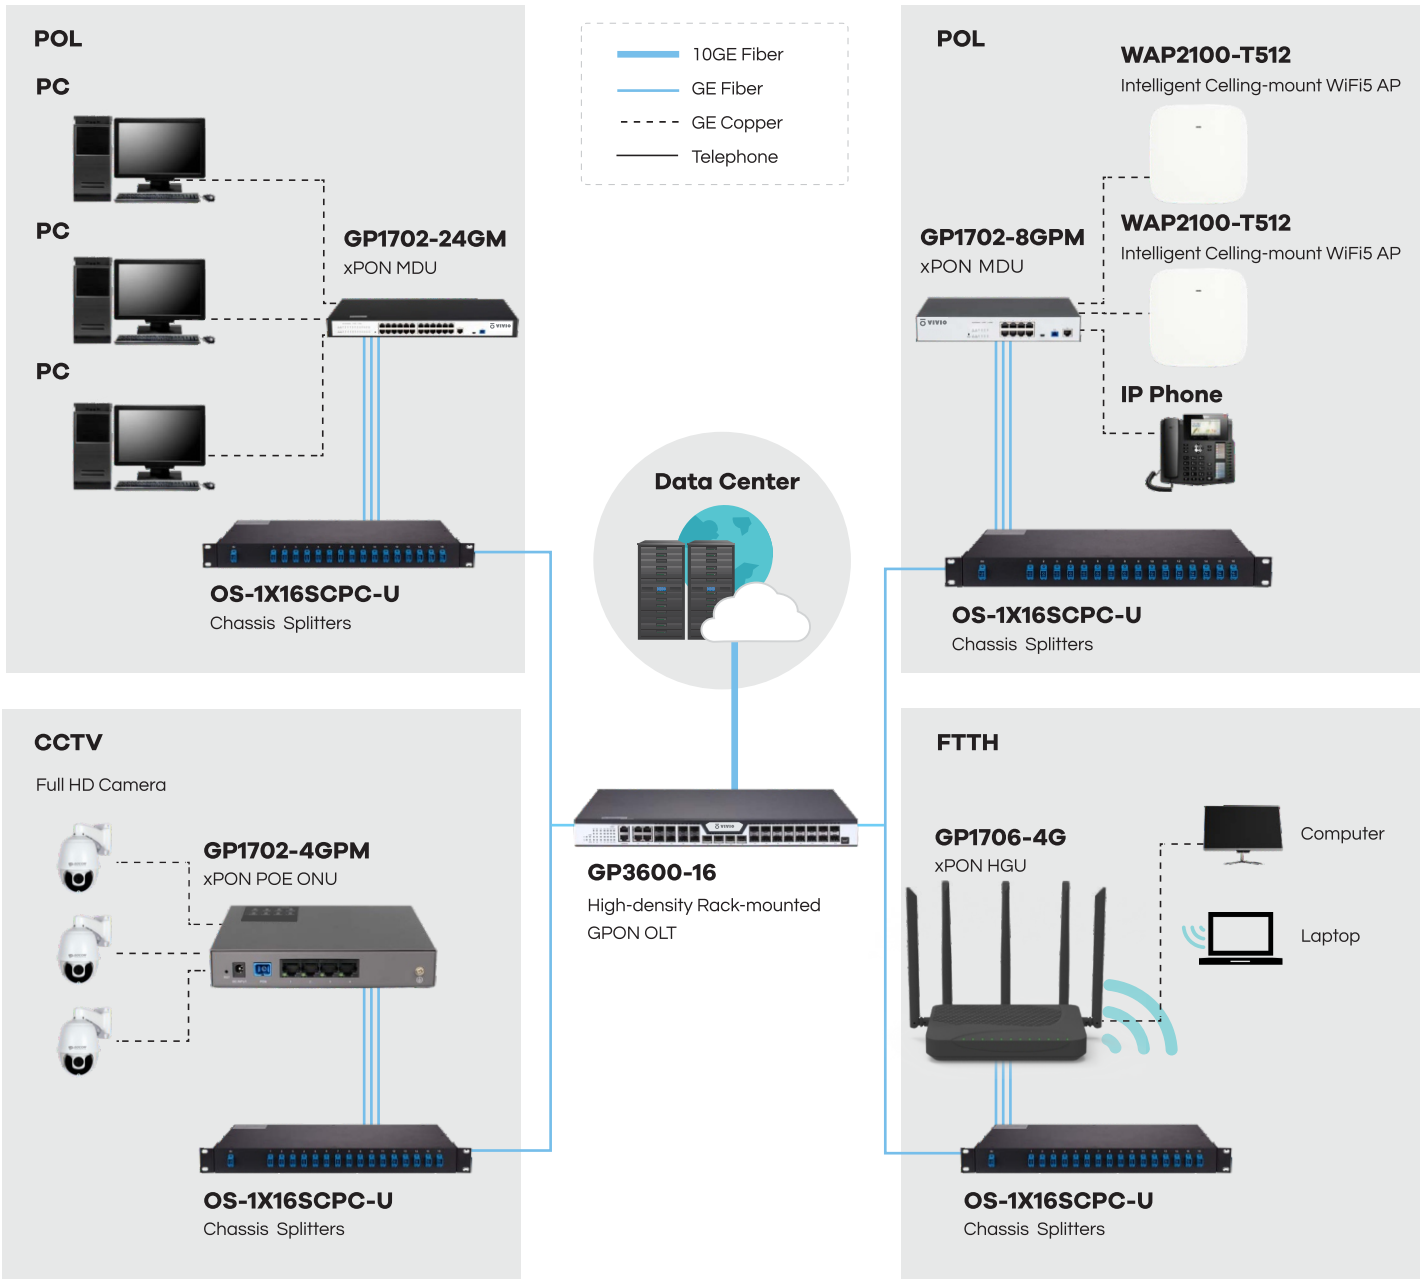 POL
PC
PC
GP1702-24GM
xPON MDU
VIVIO
PC
OS-1X16SCPC-U
Chassis Splitters
10GE Fiber
GE Fiber
GE Copper
Telephone
POL
WAP2100-T512
Intelligent Celling-mount WiFi5 AP
WAP2100-T512
Intelligent Celling-mount WiFi5 AP
GP1702-8GPM
xPON MDU
VIVIO
IP Phone
OS-1X16SCPC-U
Chassis Splitters
Data Center
VIVIO
GP3600-16
High-density Rack-mounted
GPON OLT
CCTV
Full HD Camera
GP1702-4GPM
xPON POE ONU
OS-1X16SCPC-U
Chassis Splitters
FTTH
GP1706-4G
xPON HGU
Computer
Laptop
OS-1X16SCPC-U
Chassis Splitters